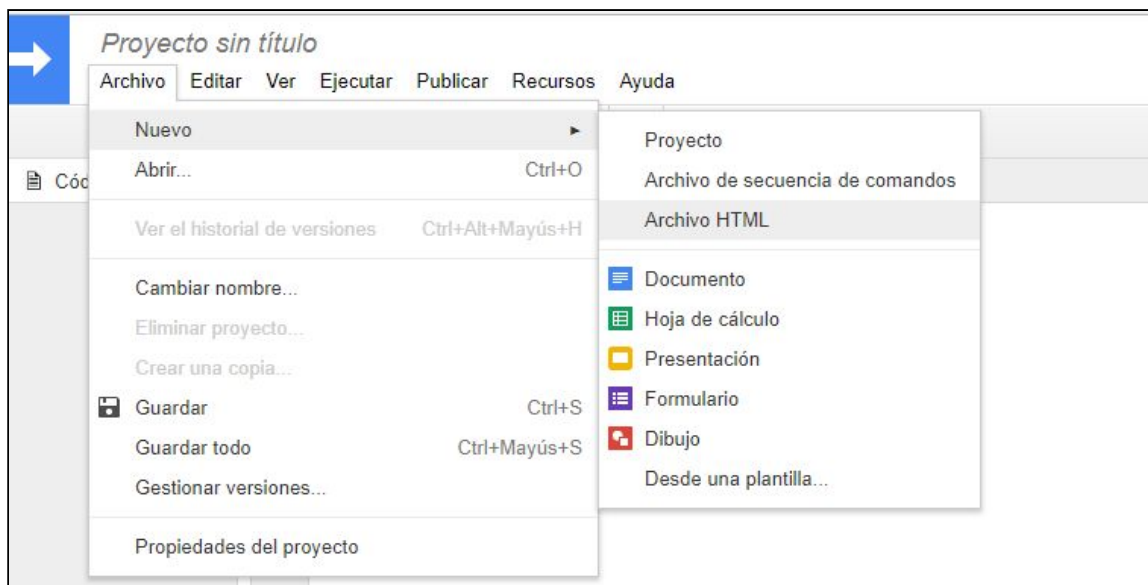 Proyecto sin título
Archivo Editar Ver Ejecutar Publicar Recursos Ayuda
Nuevo
Abrir... Ctrl+O
Ver el historial de versiones Ctrl+Alt+Mayús+H
Cambiar nombre...
Eliminar proyecto...
Crear una copia...
Guardar Ctrl+S
Guardar todo Ctrl+Mayús+S
Gestionar versiones...
Propiedades del proyecto
Proyecto
Archivo de secuencia de comandos
Archivo HTML
Documento
Hoja de cálculo
Presentación
Formulario
Dibujo
Desde una plantilla...
Cód